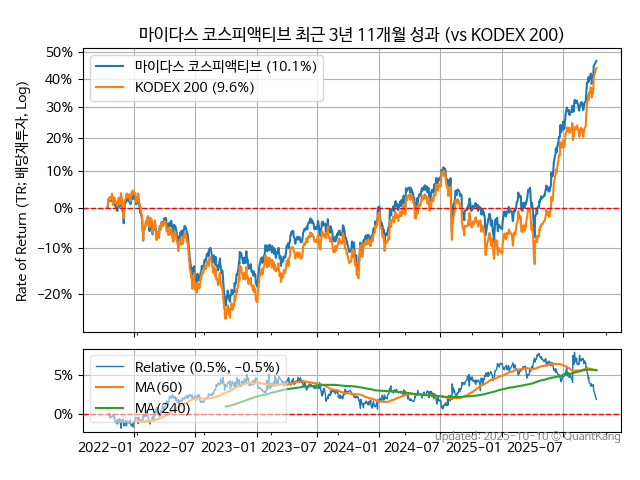 마이다스 코스피액티브 최근 3년 11개월 성과 (vs KODEX 200)
Rate of Return (TR; 배당재투자, Log)
50%
40%
30%
20%
10%
0%
−10%
−20%
마이다스 코스피액티브 (10.1%)
KODEX 200 (9.6%)
5%
0%
Relative (0.5%, −0.5%)
MA(60)
MA(240)
2022−01 2022−07 2023−01 2023−07 2024−01 2024−07 2025−01 2025−07
updated: 2025-10-10 © QuantKang